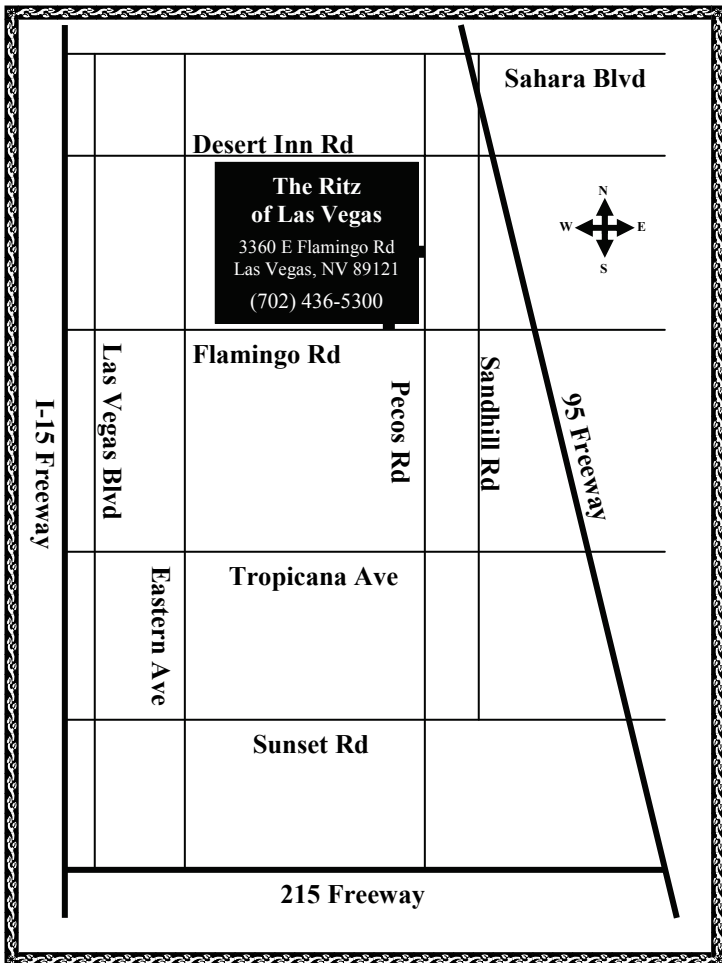 Sahara Blvd
Desert Inn Rd
The Ritz
of Las Vegas
3360 E Flamingo Rd
Las Vegas, NV 89121
(702) 436-5300
N
W
E
S
Flamingo Rd
I-15 Freeway
Las Vegas Blvd
Pecos Rd
Sandhill Rd
95 Freeway
Eastern Ave
Tropicana Ave
Sunset Rd
215 Freeway